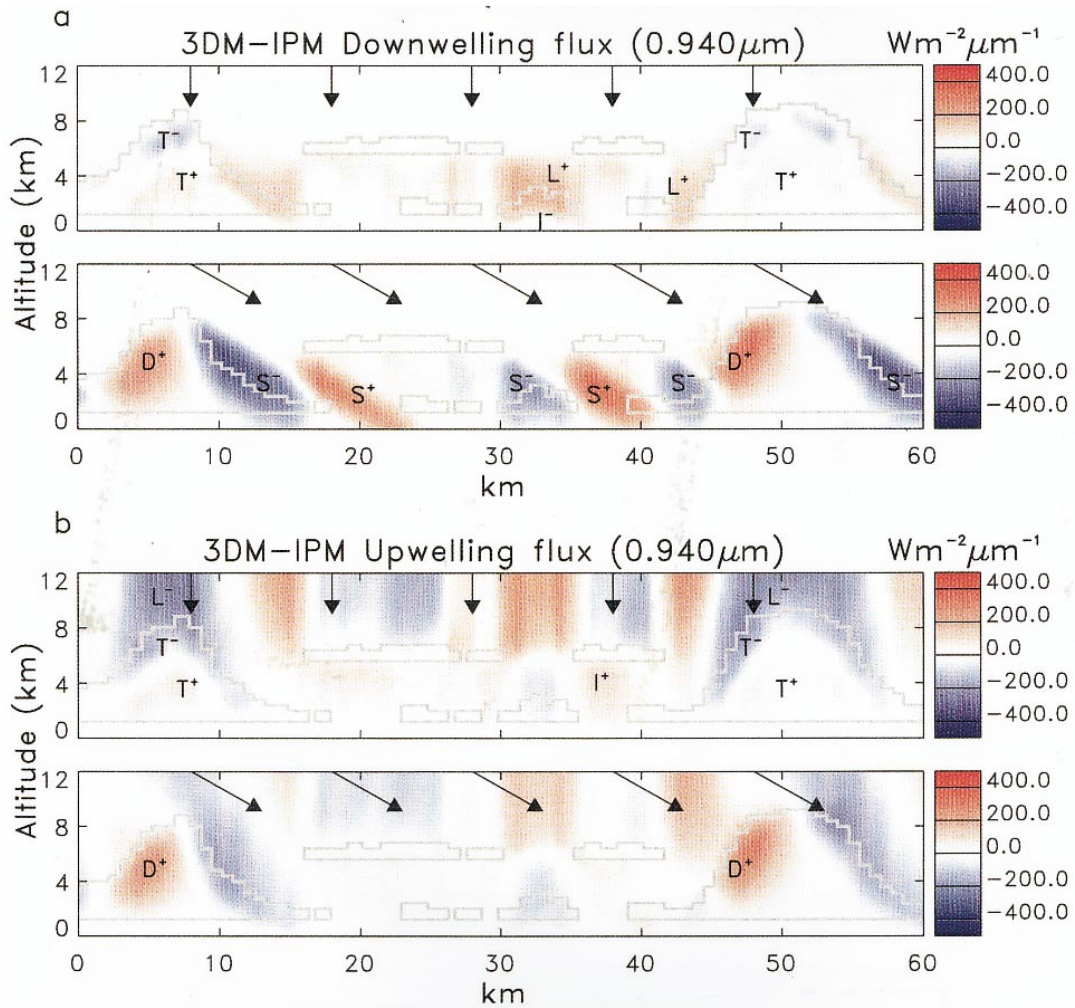 a
3DM-IPM Downwelling flux (0.940μm)
Wm⁻²μm⁻¹
12
8
4
0
T⁻
T⁺
L⁺
I⁻
L⁺
T⁻
T⁺
400.0
200.0
0.0
−200.0
−400.0
Altitude (km)
12
8
4
0
D⁺
S⁻
S⁺
S⁻
S⁺
S⁻
D⁺
S⁻
400.0
200.0
0.0
−200.0
−400.0
0
10
20
30
40
50
60
km
b
3DM-IPM Upwelling flux (0.940μm)
Wm⁻²μm⁻¹
12
8
4
0
L⁻
T⁻
T⁺
I⁺
L⁻
T⁻
T⁺
400.0
200.0
0.0
−200.0
−400.0
Altitude (km)
12
8
4
0
D⁺
D⁺
400.0
200.0
0.0
−200.0
−400.0
0
10
20
30
40
50
60
km